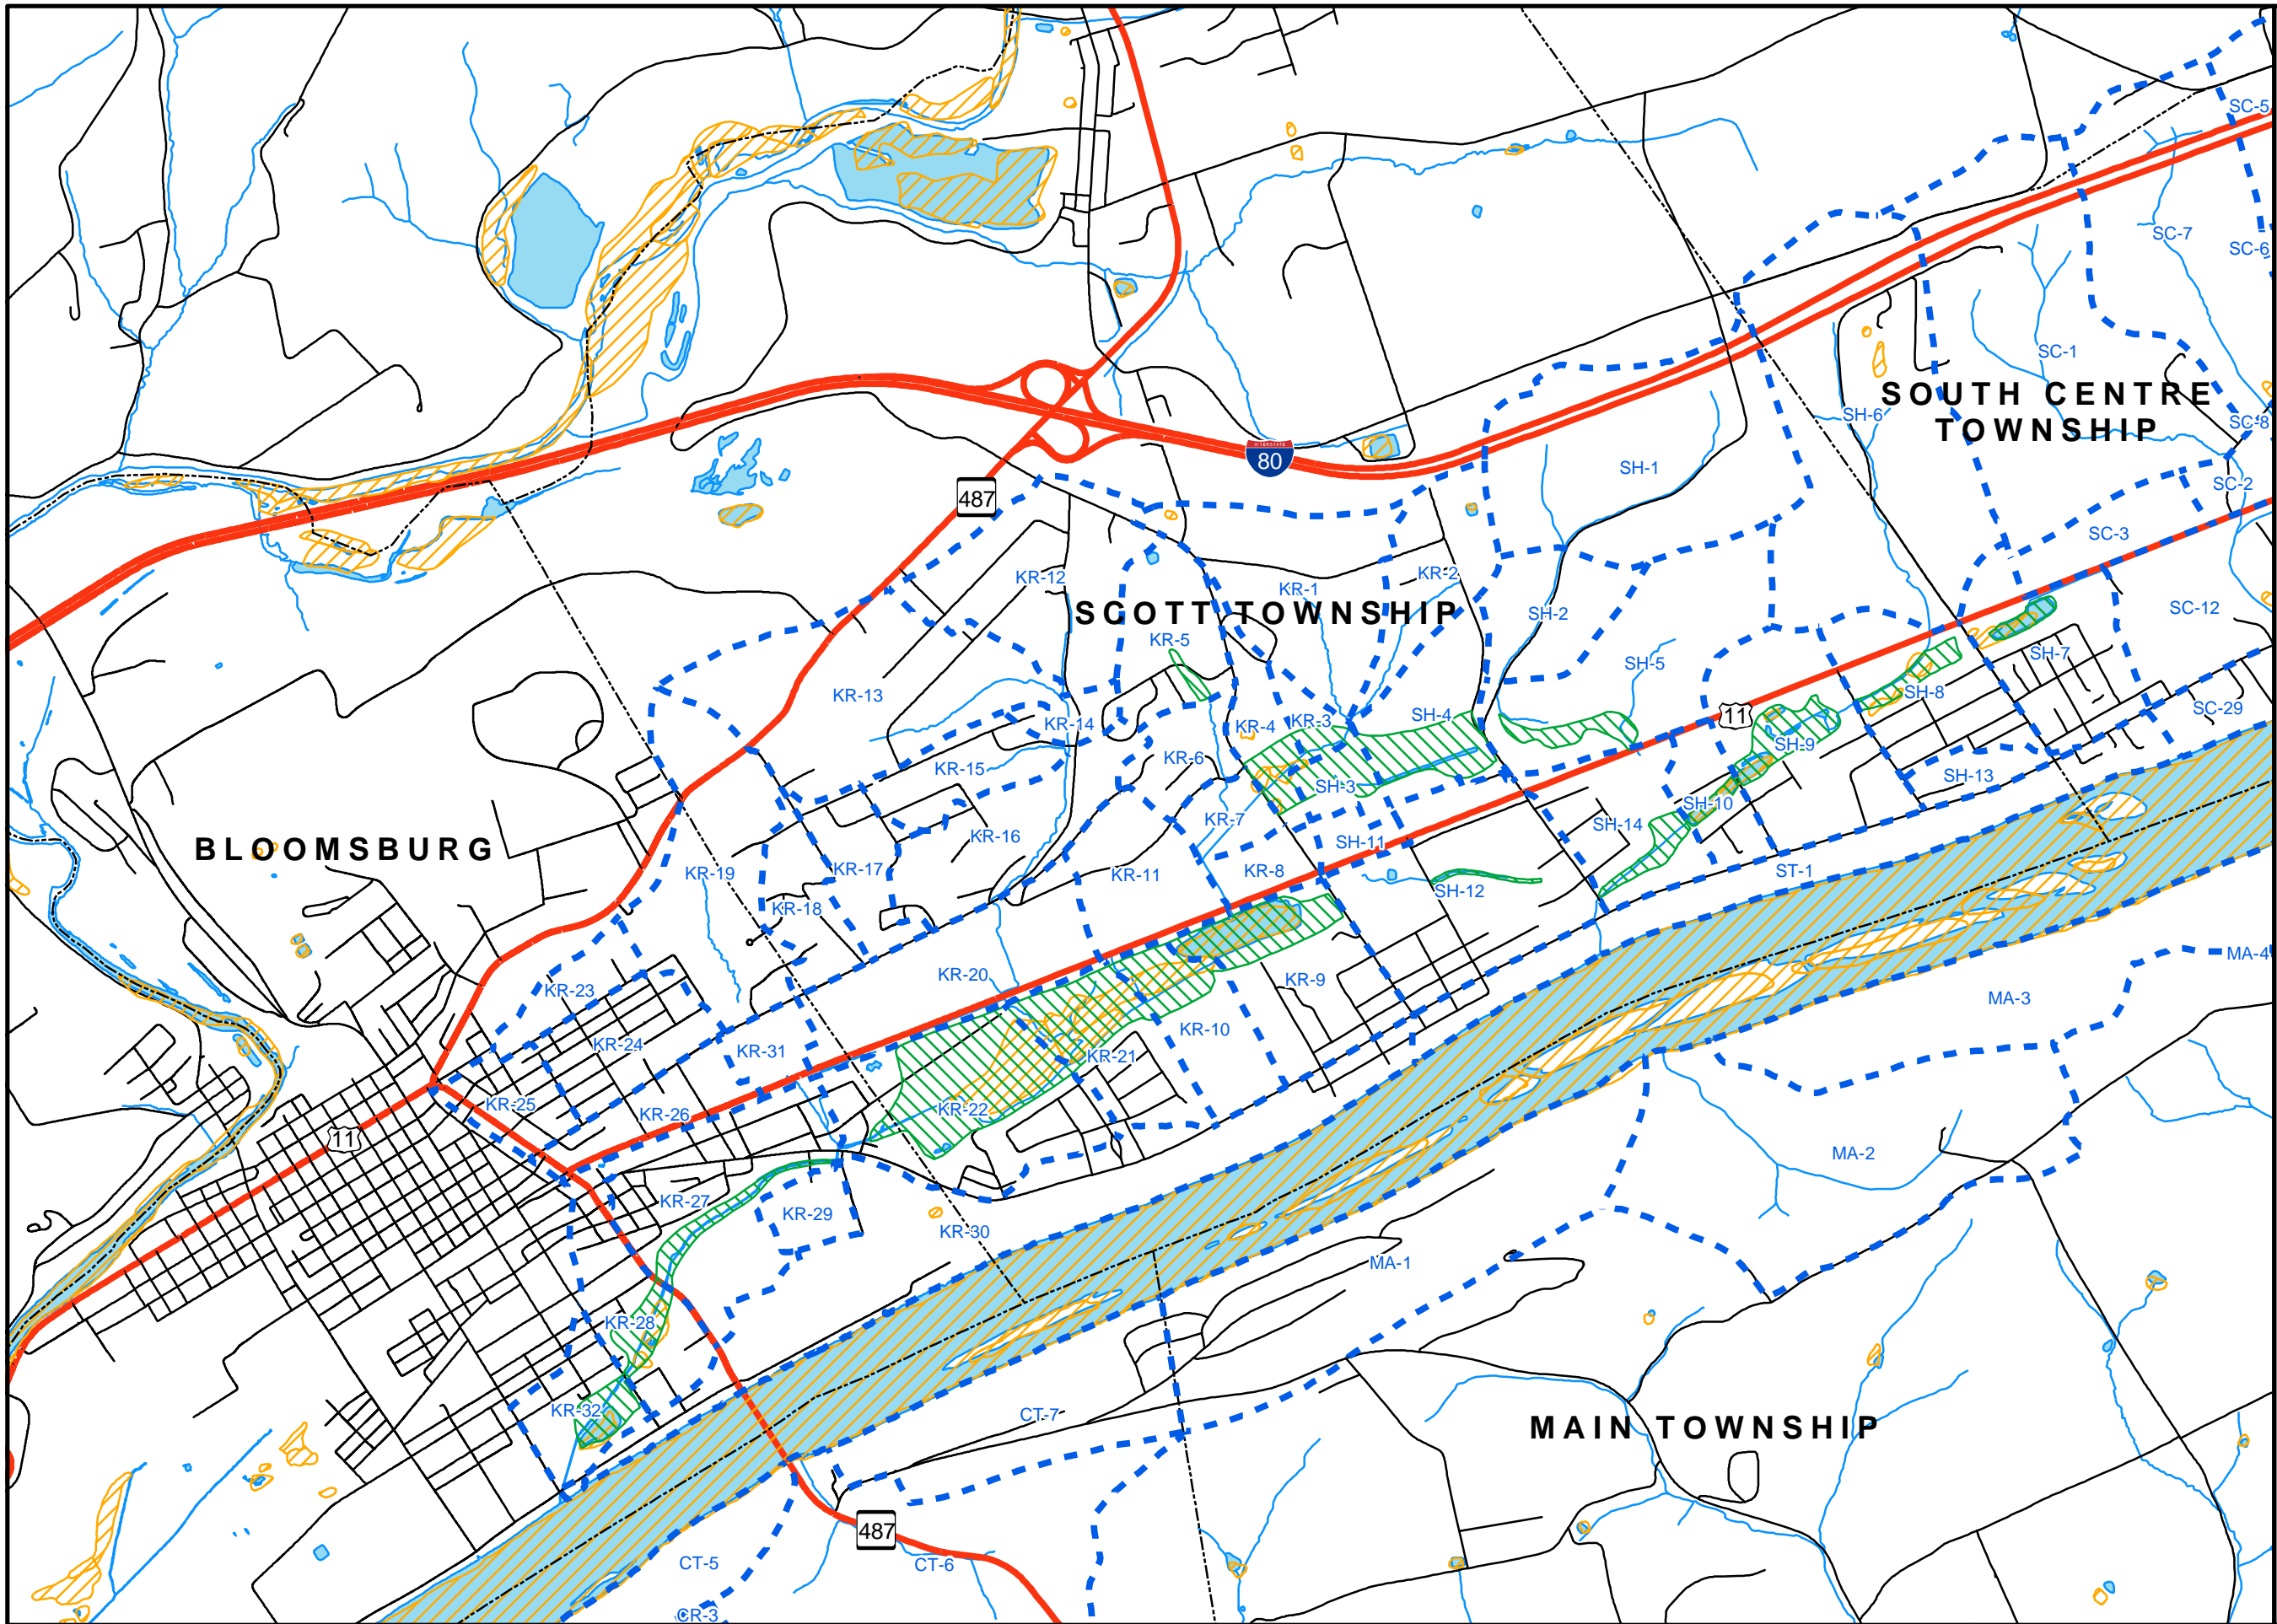 SC-5
SC-7
SC-6
SC-1
SOUTH CENTRE
TOWNSHIP
SH-6
SC-8
INTERSTATE
80
SH-1
487
SC-2
SC-3
KR-12
KR-1
KR-2
SCOTT TOWNSHIP
SH-2
SC-12
KR-5
SH-5
SH-7
KR-13
SH-8
KR-14
KR-4
KR-3
SH-4
11
SC-29
SH-9
KR-15
KR-6
SH-3
SH-13
SH-10
KR-7
SH-14
BLOOMSBURG
KR-16
SH-11
KR-19
KR-17
KR-11
KR-8
ST-1
SH-12
KR-18
MA-4
KR-20
KR-9
KR-23
MA-3
KR-10
KR-24
KR-31
KR-21
KR-25
KR-26
KR-22
11
MA-2
KR-27
KR-29
KR-30
MA-1
KR-28
KR-32
CT-7
MAIN TOWNSHIP
487
CT-5
CT-6
CR-3